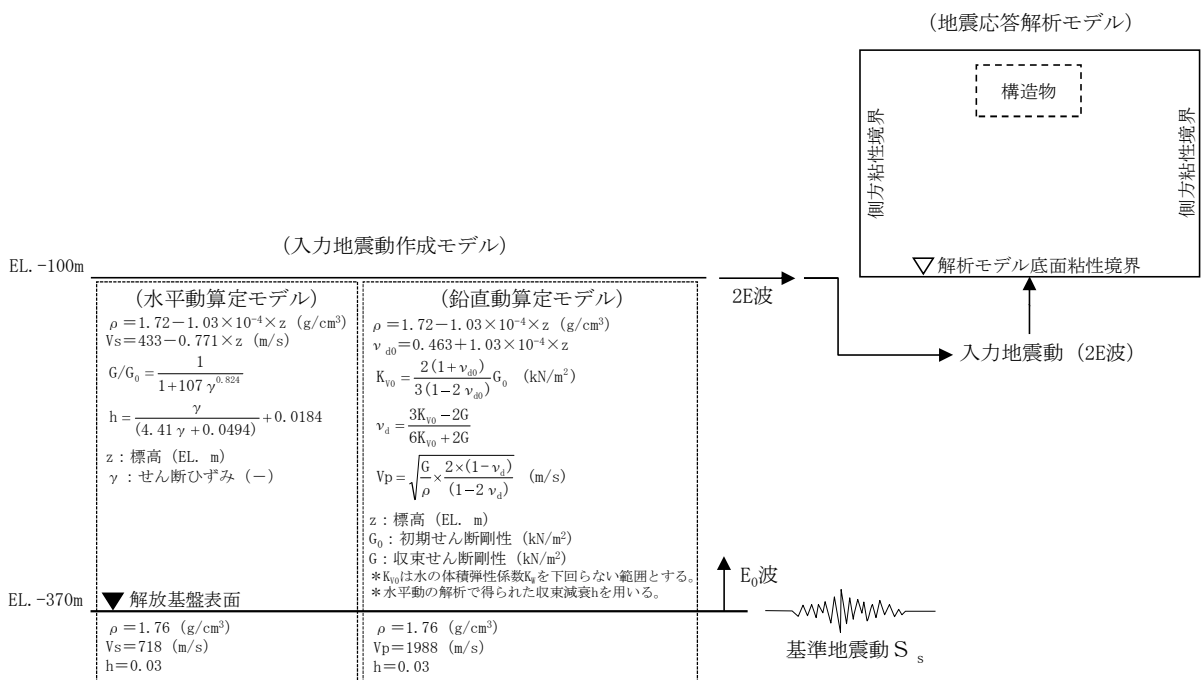 (地震応答解析モデル)
構造物
側方粘性境界
側方粘性境界
▽解析モデル底面粘性境界
(入力地震動作成モデル)
EL.-100m
2E波
入力地震動 (2E波)
(水平動算定モデル)
ρ=1.72-1.03×10⁻⁴×z (g/cm³)
Vs=433-0.771×z (m/s)
G/G₀=1/(1+107γ^0.824)
h=γ/(4.41γ+0.0494)+0.0184
z:標高 (EL. m)
γ:せん断ひずみ (-)
(鉛直動算定モデル)
ρ=1.72-1.03×10⁻⁴×z (g/cm³)
ν_d0=0.463+1.03×10⁻⁴×z
K_V0=2(1+ν_d0)/3(1-2ν_d0) G₀ (kN/m²)
ν_d=(3K_V0-2G)/(6K_V0+2G)
Vp=√(G/ρ×2×(1-ν_d)/(1-2ν_d)) (m/s)
z:標高 (EL. m)
G₀:初期せん断剛性 (kN/m²)
G:収束せん断剛性 (kN/m²)
*K_V0は水の体積弾性係数K_Wを下回らない範囲とする。
*水平動の解析で得られた収束減衰hを用いる。
E₀波
EL.-370m
▼解放基盤表面
ρ=1.76 (g/cm³)
Vs=718 (m/s)
h=0.03
ρ=1.76 (g/cm³)
Vp=1988 (m/s)
h=0.03
基準地震動Ss